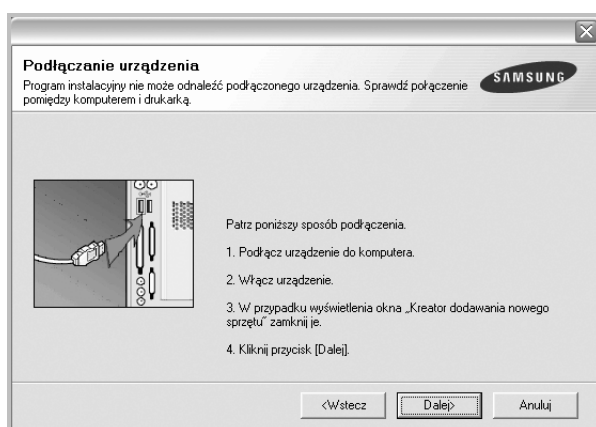 Podłączanie urządzenia
Program instalacyjny nie może odnaleźć podłączonego urządzenia. Sprawdź połączenie
pomiędzy komputerem i drukarką.
SAMSUNG
Patrz poniższy sposób podłączenia.
1. Podłącz urządzenie do komputera.
2. Włącz urządzenie.
3. W przypadku wyświetlenia okna „Kreator dodawania nowego
sprzętu” zamknij je.
4. Kliknij przycisk [Dalej].
<Wstecz
Dalej>
Anuluj